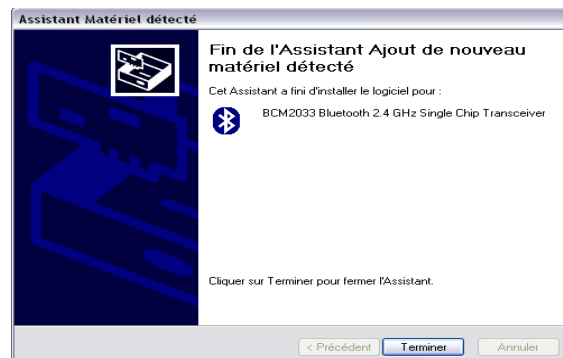 Assistant Matériel détecté
Fin de l'Assistant Ajout de nouveau
matériel détecté
Cet Assistant a fini d'installer le logiciel pour :
BCM2033 Bluetooth 2.4 GHz Single Chip Transceiver
Cliquer sur Terminer pour fermer l'Assistant.
< Précédent Terminer Annuler